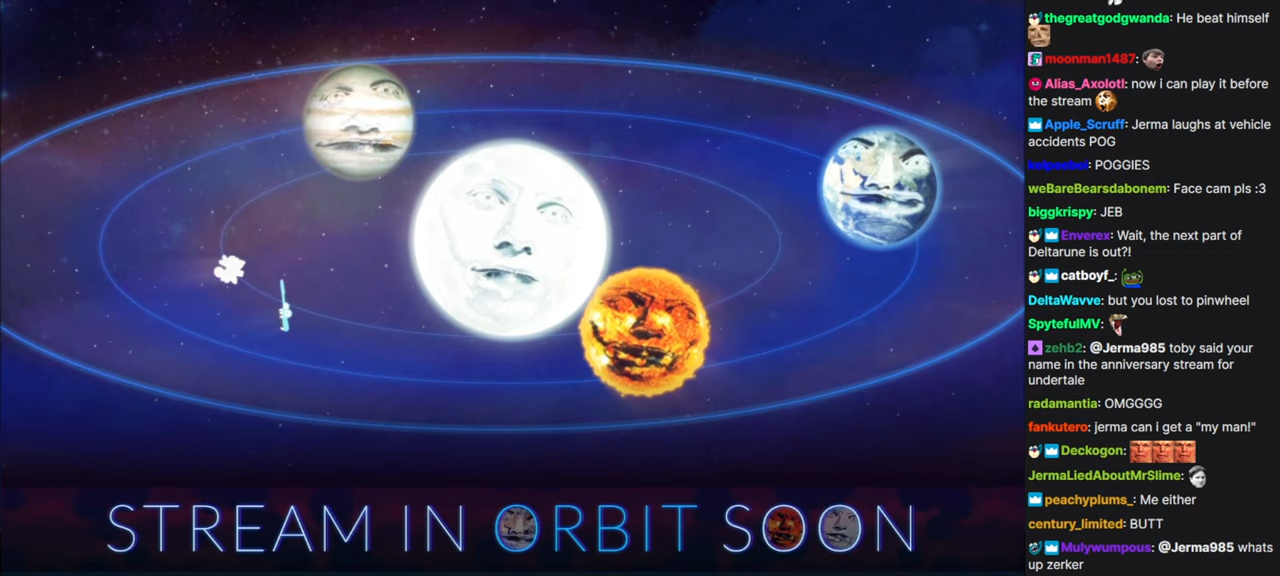 thegreatgodgwanda: He beat himself
moonman1487:
Alias_Axolotl: now i can play it before
the stream
Apple_Scruff: Jerma laughs at vehicle
accidents POG
: POGGIES
weBareBearsdabonem: Face cam pls :3
biggkrispy: JEB
Enverex: Wait, the next part of
Deltarune is out?!
catboyf_:
DeltaWavve: but you lost to pinwheel
SpytefulMV:
zehb2: @Jerma985 toby said your
name in the anniversary stream for
undertale
radamantia: OMGGGG
fankutero: jerma can i get a "my man!"
Deckogon:
JermaLiedAboutMrSlime:
peachyplums_: Me either
century_limited: BUTT
Mulywumpous: @Jerma985 whats
up zerker
STREAM IN ORBIT SOON